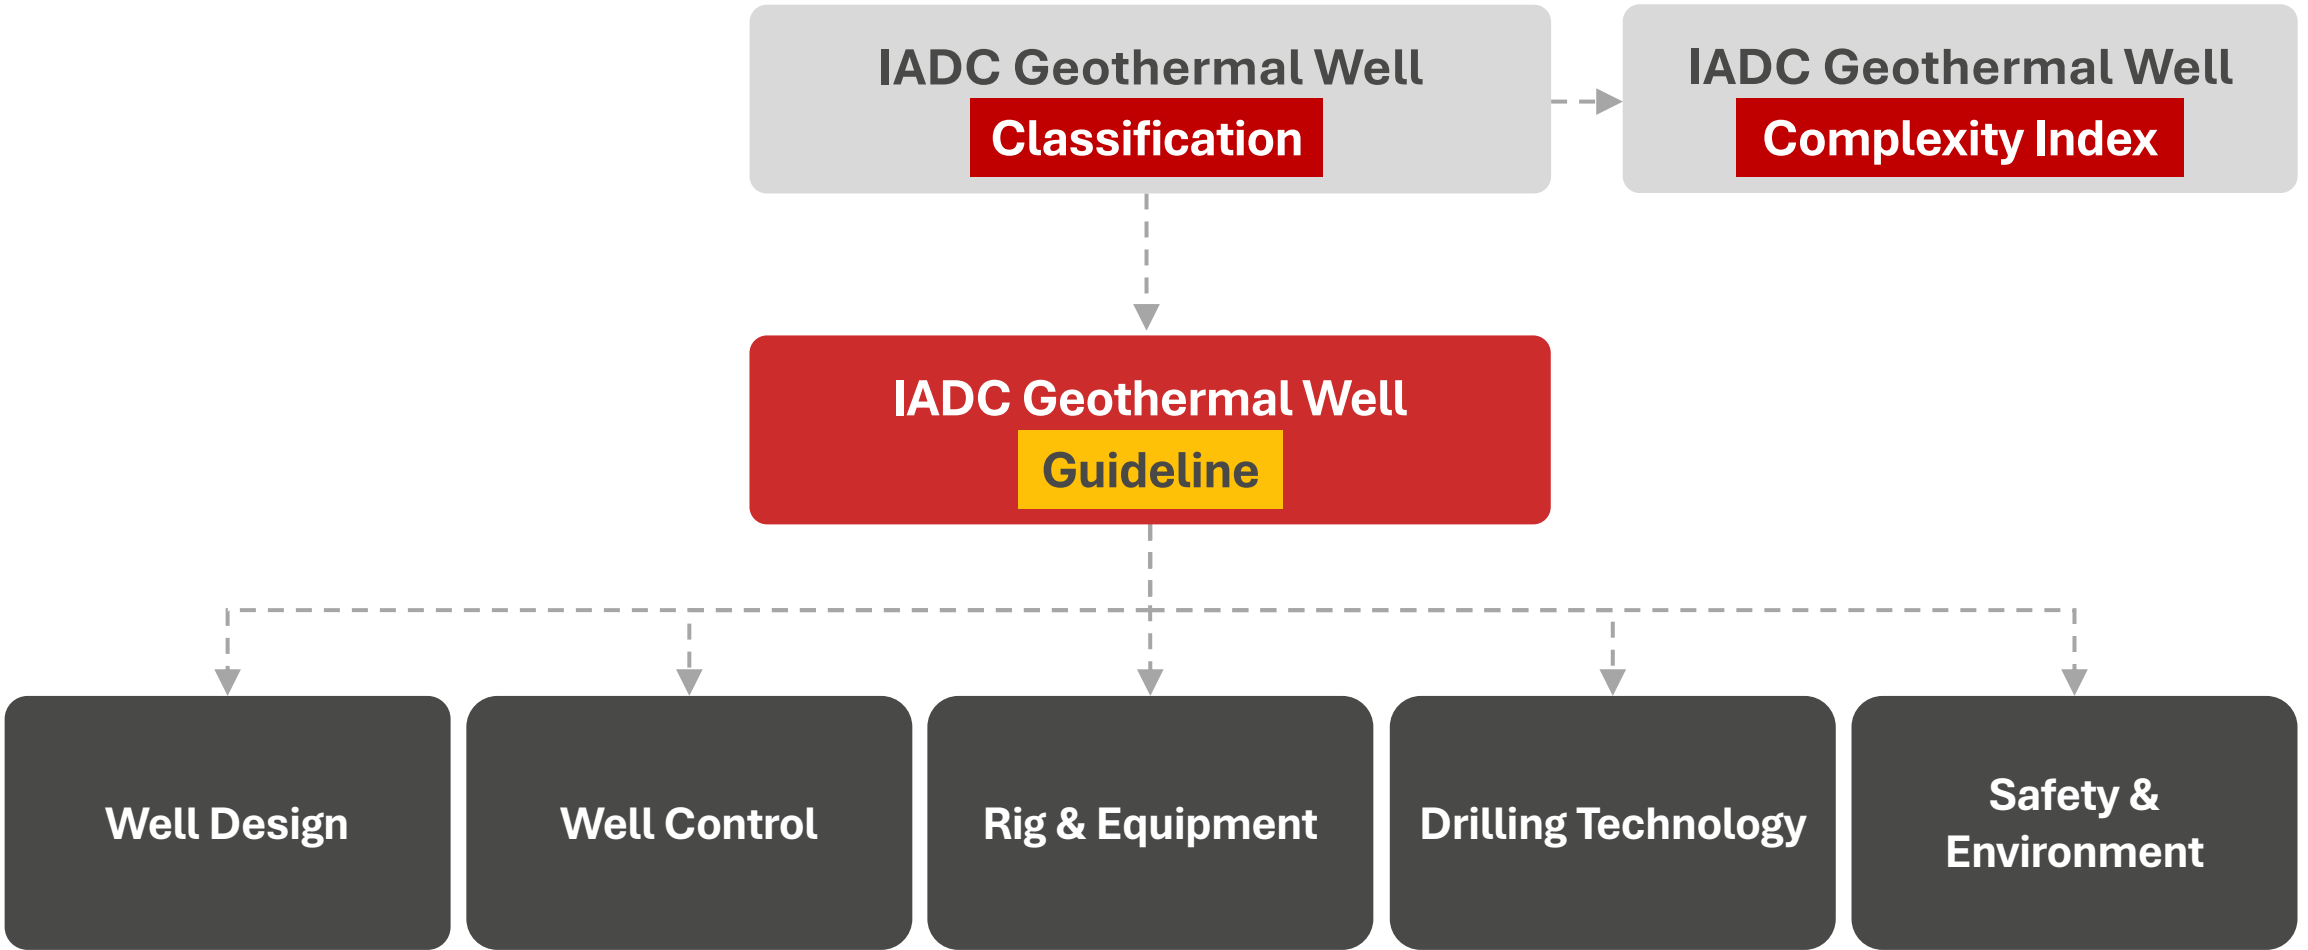 IADC Geothermal Well
Classification
IADC Geothermal Well
Complexity Index
IADC Geothermal Well
Guideline
Well Design
Well Control
Rig & Equipment
Drilling Technology
Safety &
Environment